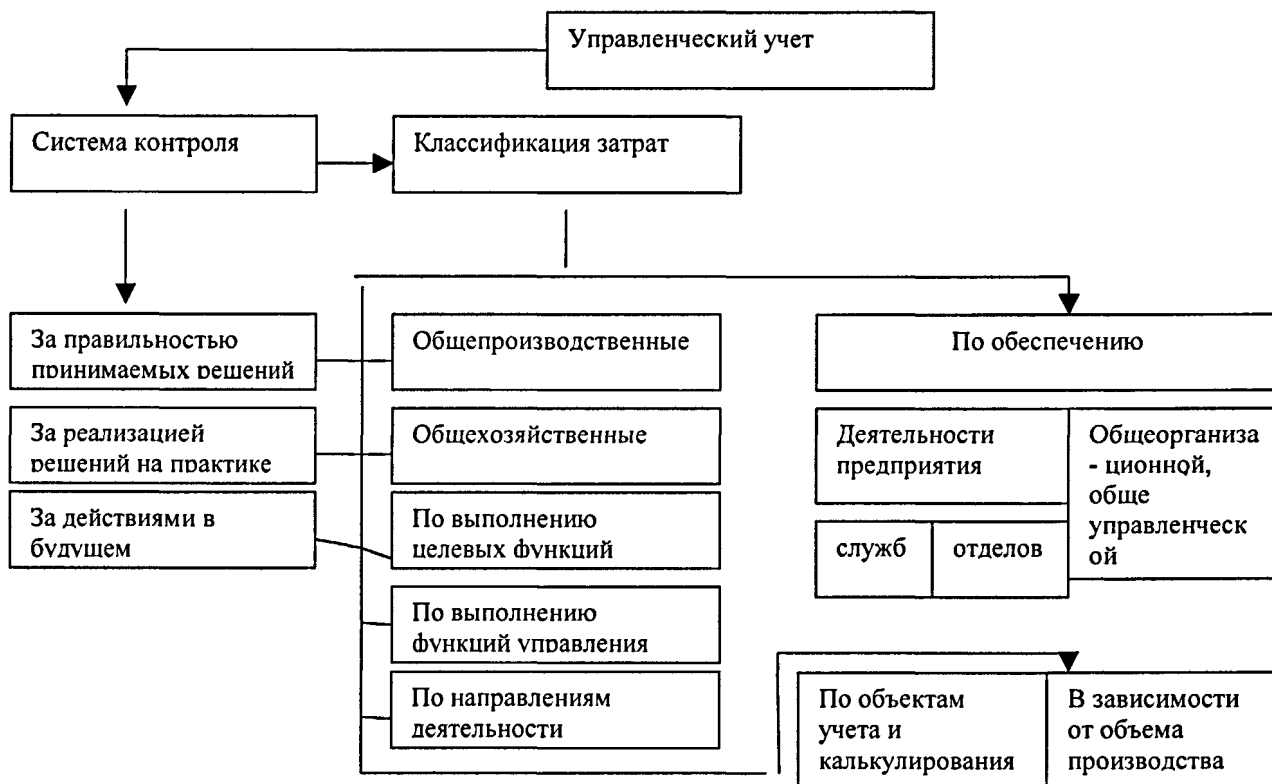 Управленческий учет
Система контроля
Классификация затрат
За правильностью
принимаемых решений
Общепроизводственные
По обеспечению
За реализацией
решений на практике
Общехозяйственные
Деятельности
предприятия
Общеорганиза
- ционной,
обще
управленческ
ой
За действиями в
будущем
По выполнению
целевых функций
служб
отделов
По выполнению
функций управления
По направлениям
деятельности
По объектам
учета и
калькулирования
В зависимости
от объема
производства